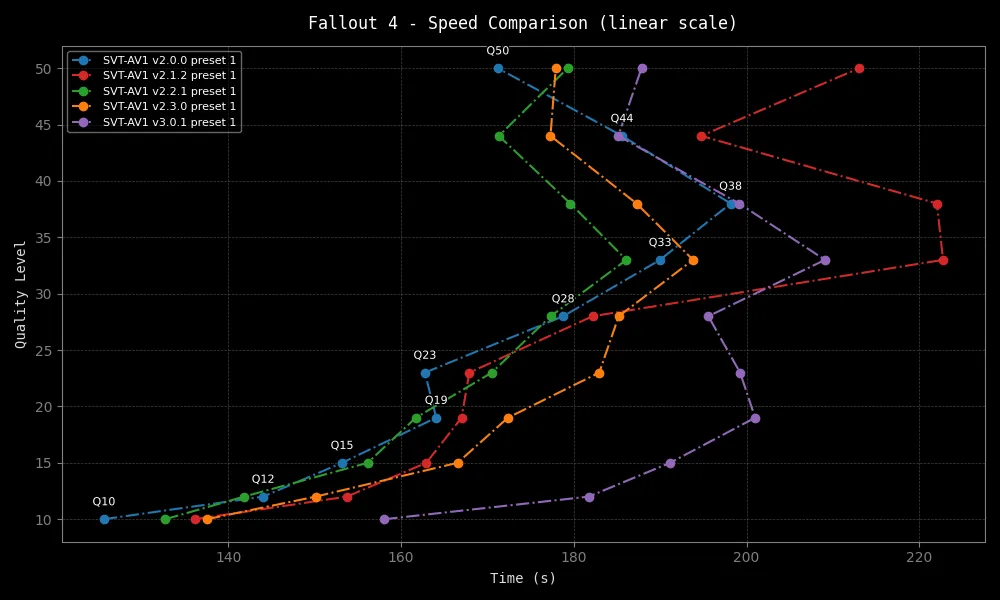 Fallout 4 - Speed Comparison (linear scale)
SVT-AV1 v2.0.0 preset 1
SVT-AV1 v2.1.2 preset 1
SVT-AV1 v2.2.1 preset 1
SVT-AV1 v2.3.0 preset 1
SVT-AV1 v3.0.1 preset 1
Q50
Q44
Q38
Q33
Q28
Q23
Q19
Q15
Q12
Q10
Quality Level
50
45
40
35
30
25
20
15
10
140 160 180 200 220
Time (s)